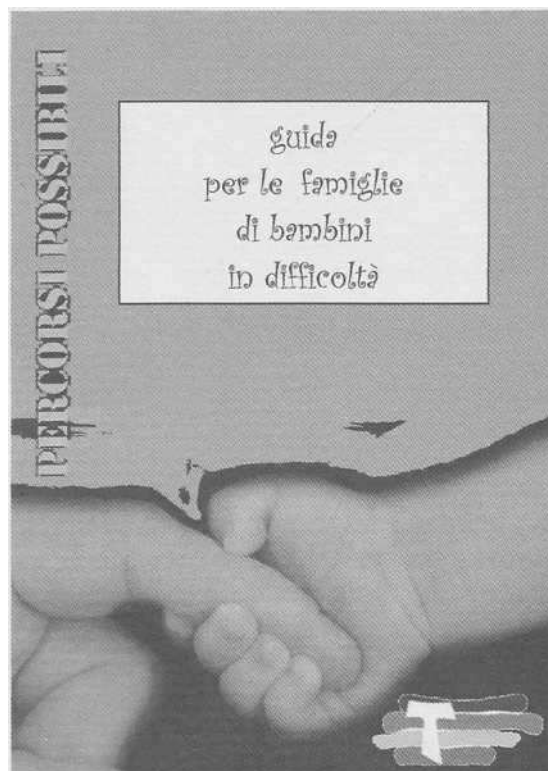 PERCORSI POSSIBILI
guida
per le famiglie
di bambini
in difficoltà